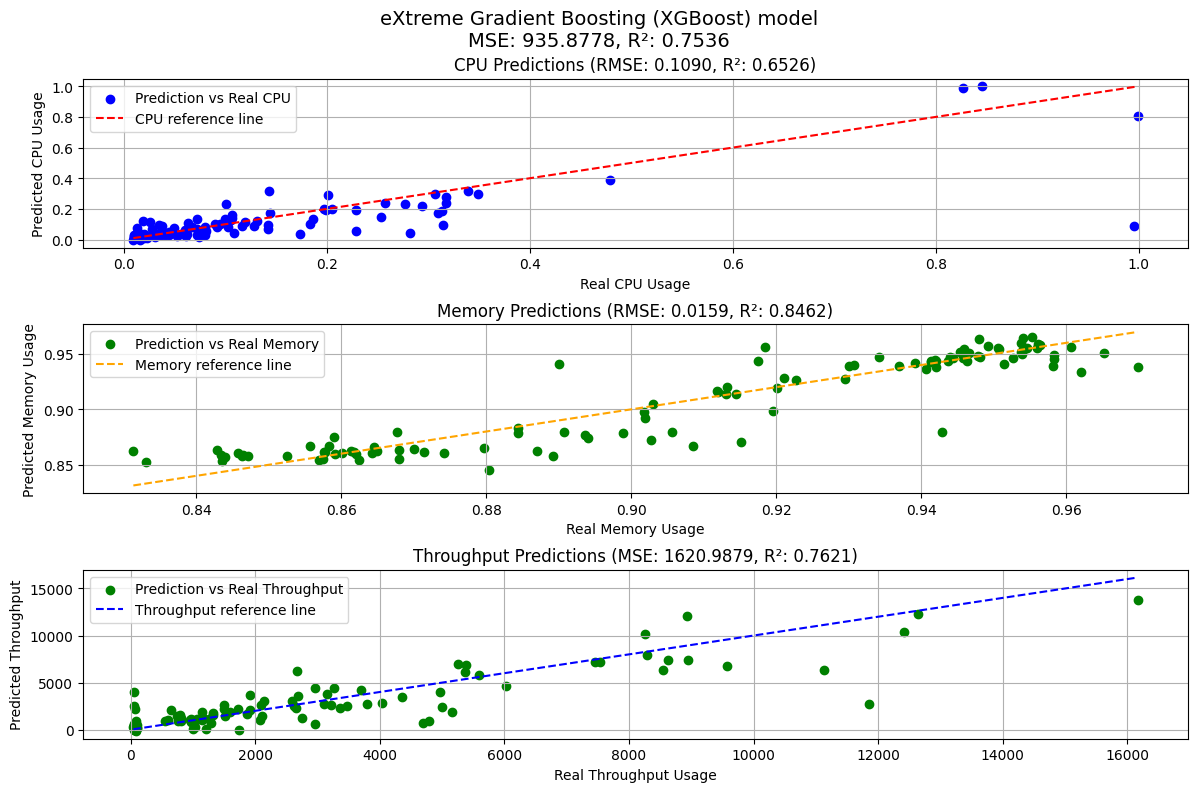 eXtreme Gradient Boosting (XGBoost) model
MSE: 935.8778, R²: 0.7536
CPU Predictions (RMSE: 0.1090, R²: 0.6526)
Prediction vs Real CPU
CPU reference line
Predicted CPU Usage
1.0
0.8
0.6
0.4
0.2
0.0
0.0 0.2 0.4 0.6 0.8 1.0
Real CPU Usage
Memory Predictions (RMSE: 0.0159, R²: 0.8462)
Prediction vs Real Memory
Memory reference line
Predicted Memory Usage
0.95
0.90
0.85
0.84 0.86 0.88 0.90 0.92 0.94 0.96
Real Memory Usage
Throughput Predictions (MSE: 1620.9879, R²: 0.7621)
Prediction vs Real Throughput
Throughput reference line
Predicted Throughput
15000
10000
5000
0
0 2000 4000 6000 8000 10000 12000 14000 16000
Real Throughput Usage